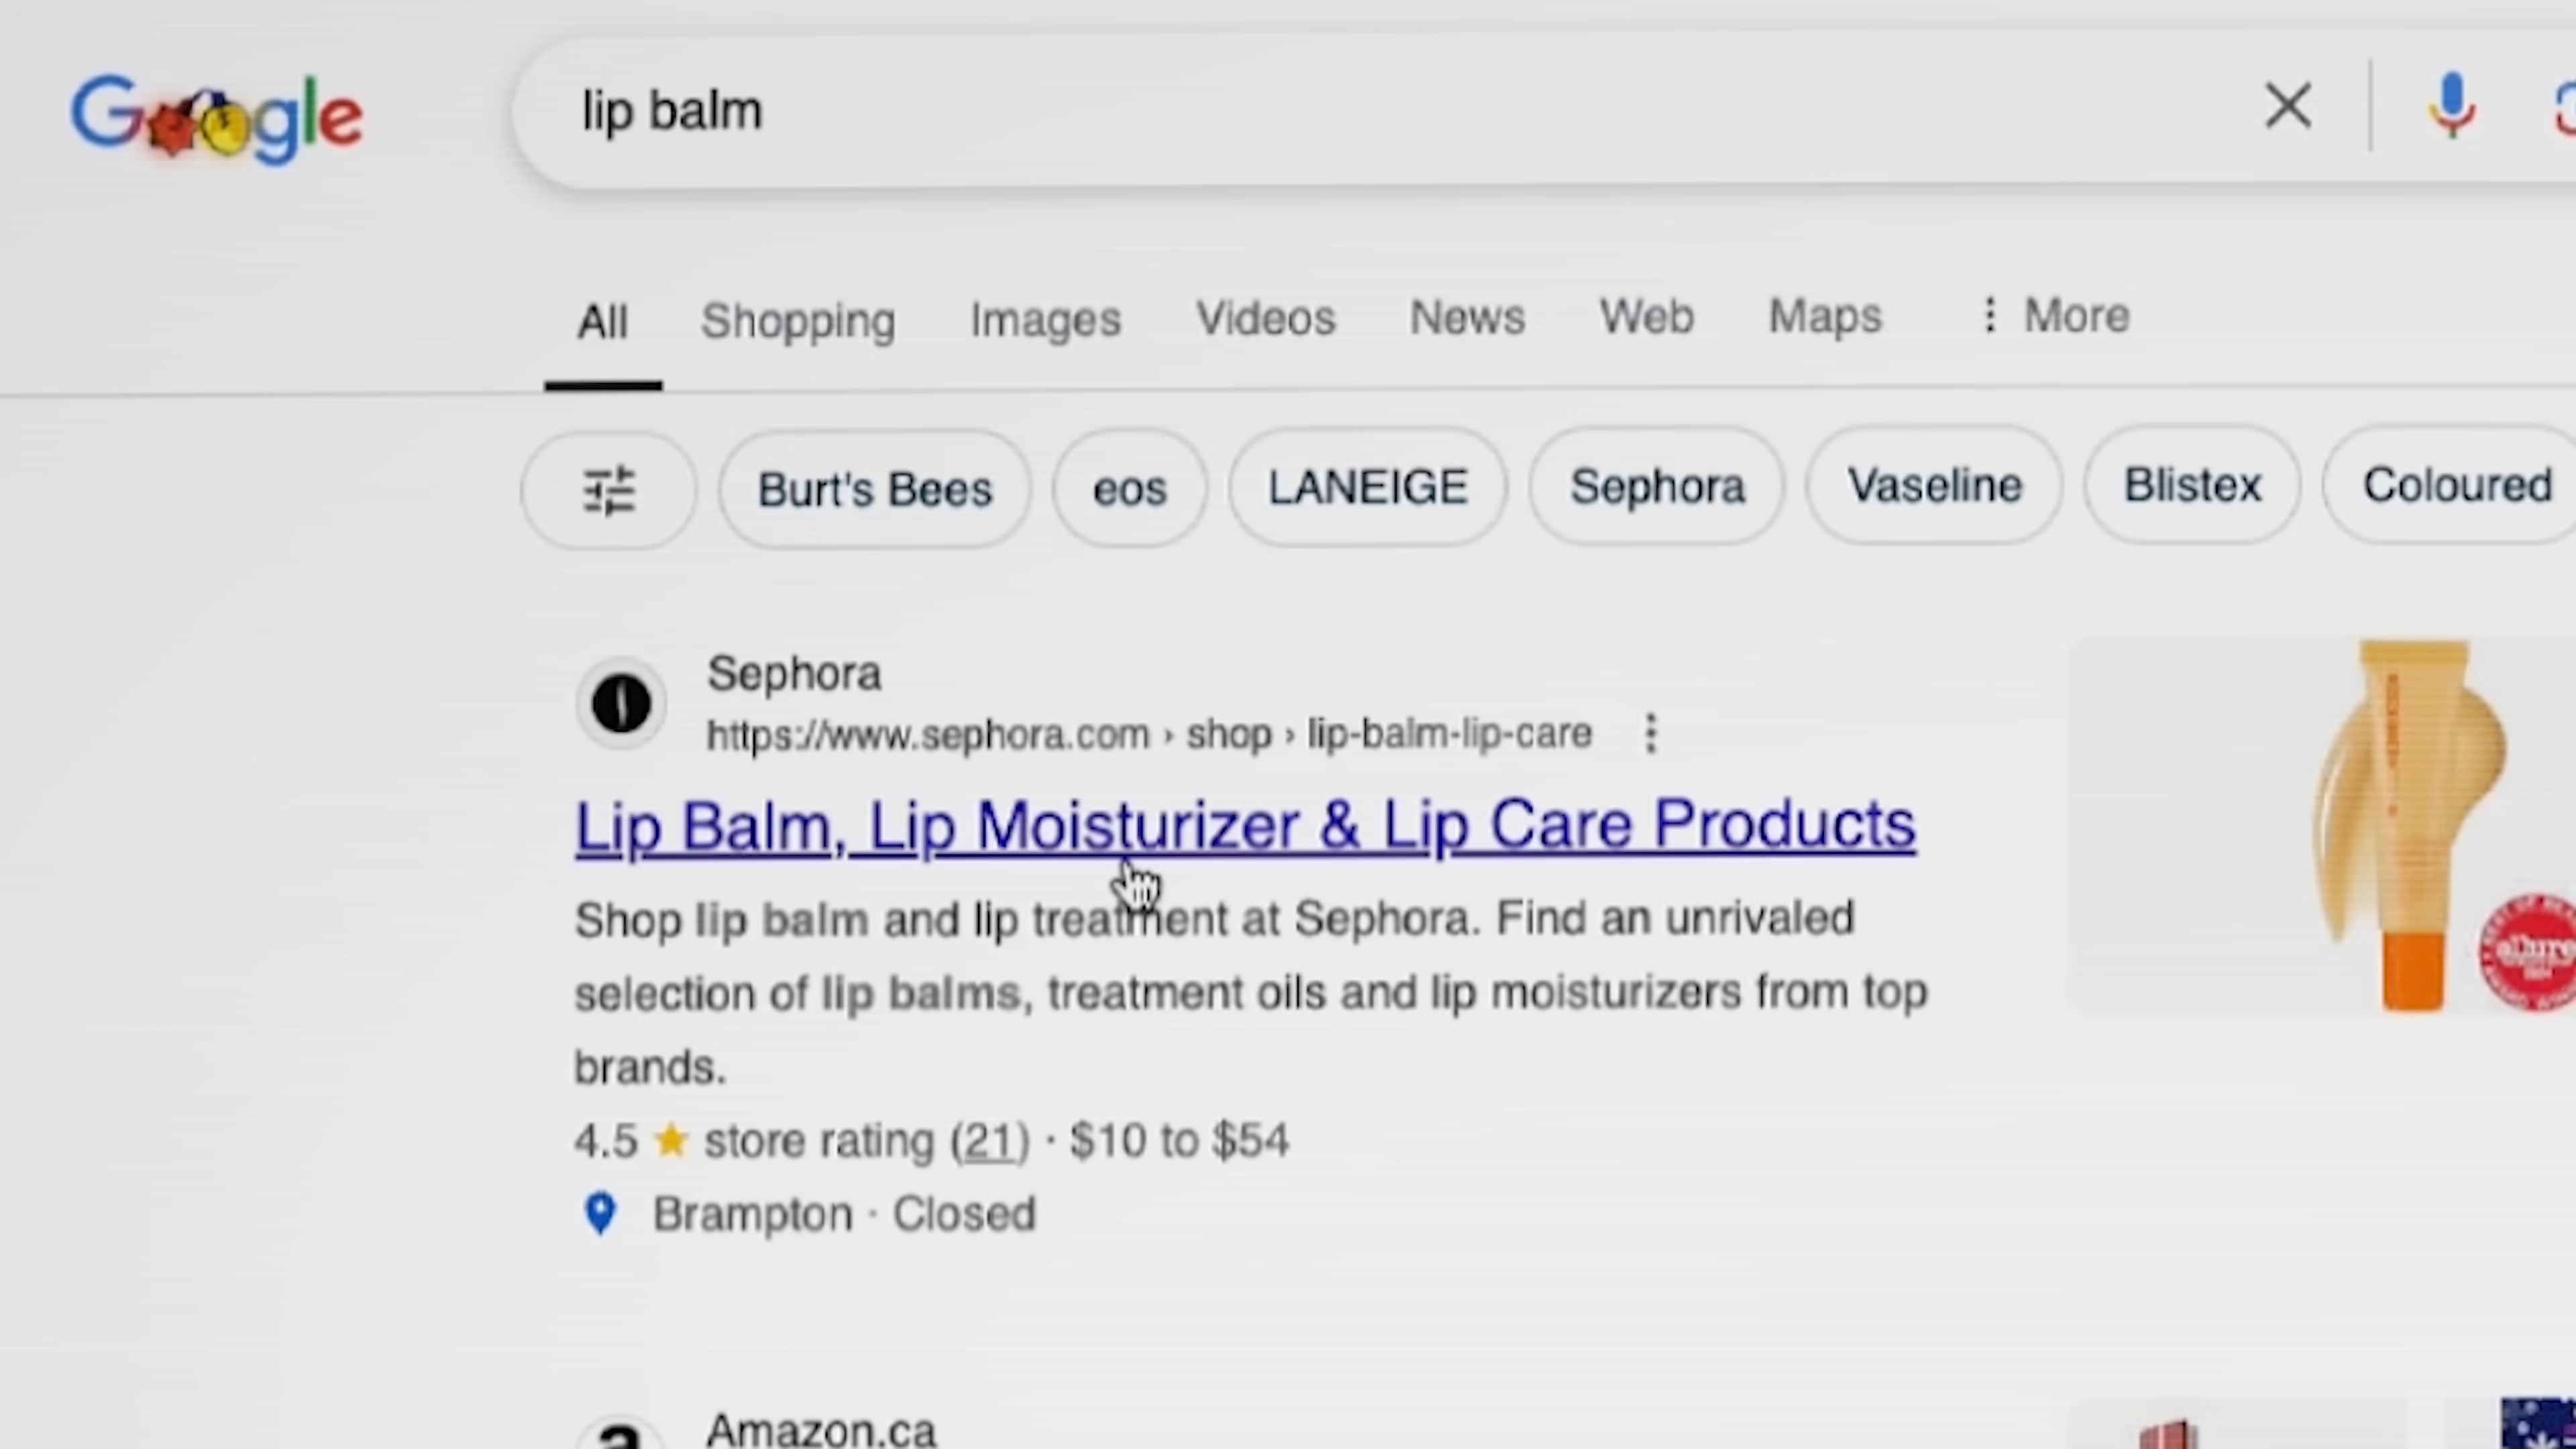 Google
lip balm
All Shopping Images Videos News Web Maps More
Burt's Bees eos LANEIGE Sephora Vaseline Blistex Coloured
Sephora
https://www.sephora.com › shop › lip-balm-lip-care
Lip Balm, Lip Moisturizer & Lip Care Products
Shop lip balm and lip treatment at Sephora. Find an unrivaled
selection of lip balms, treatment oils and lip moisturizers from top
brands.
allure
4.5 ★ store rating (21) · $10 to $54
Brampton · Closed
Amazon.ca